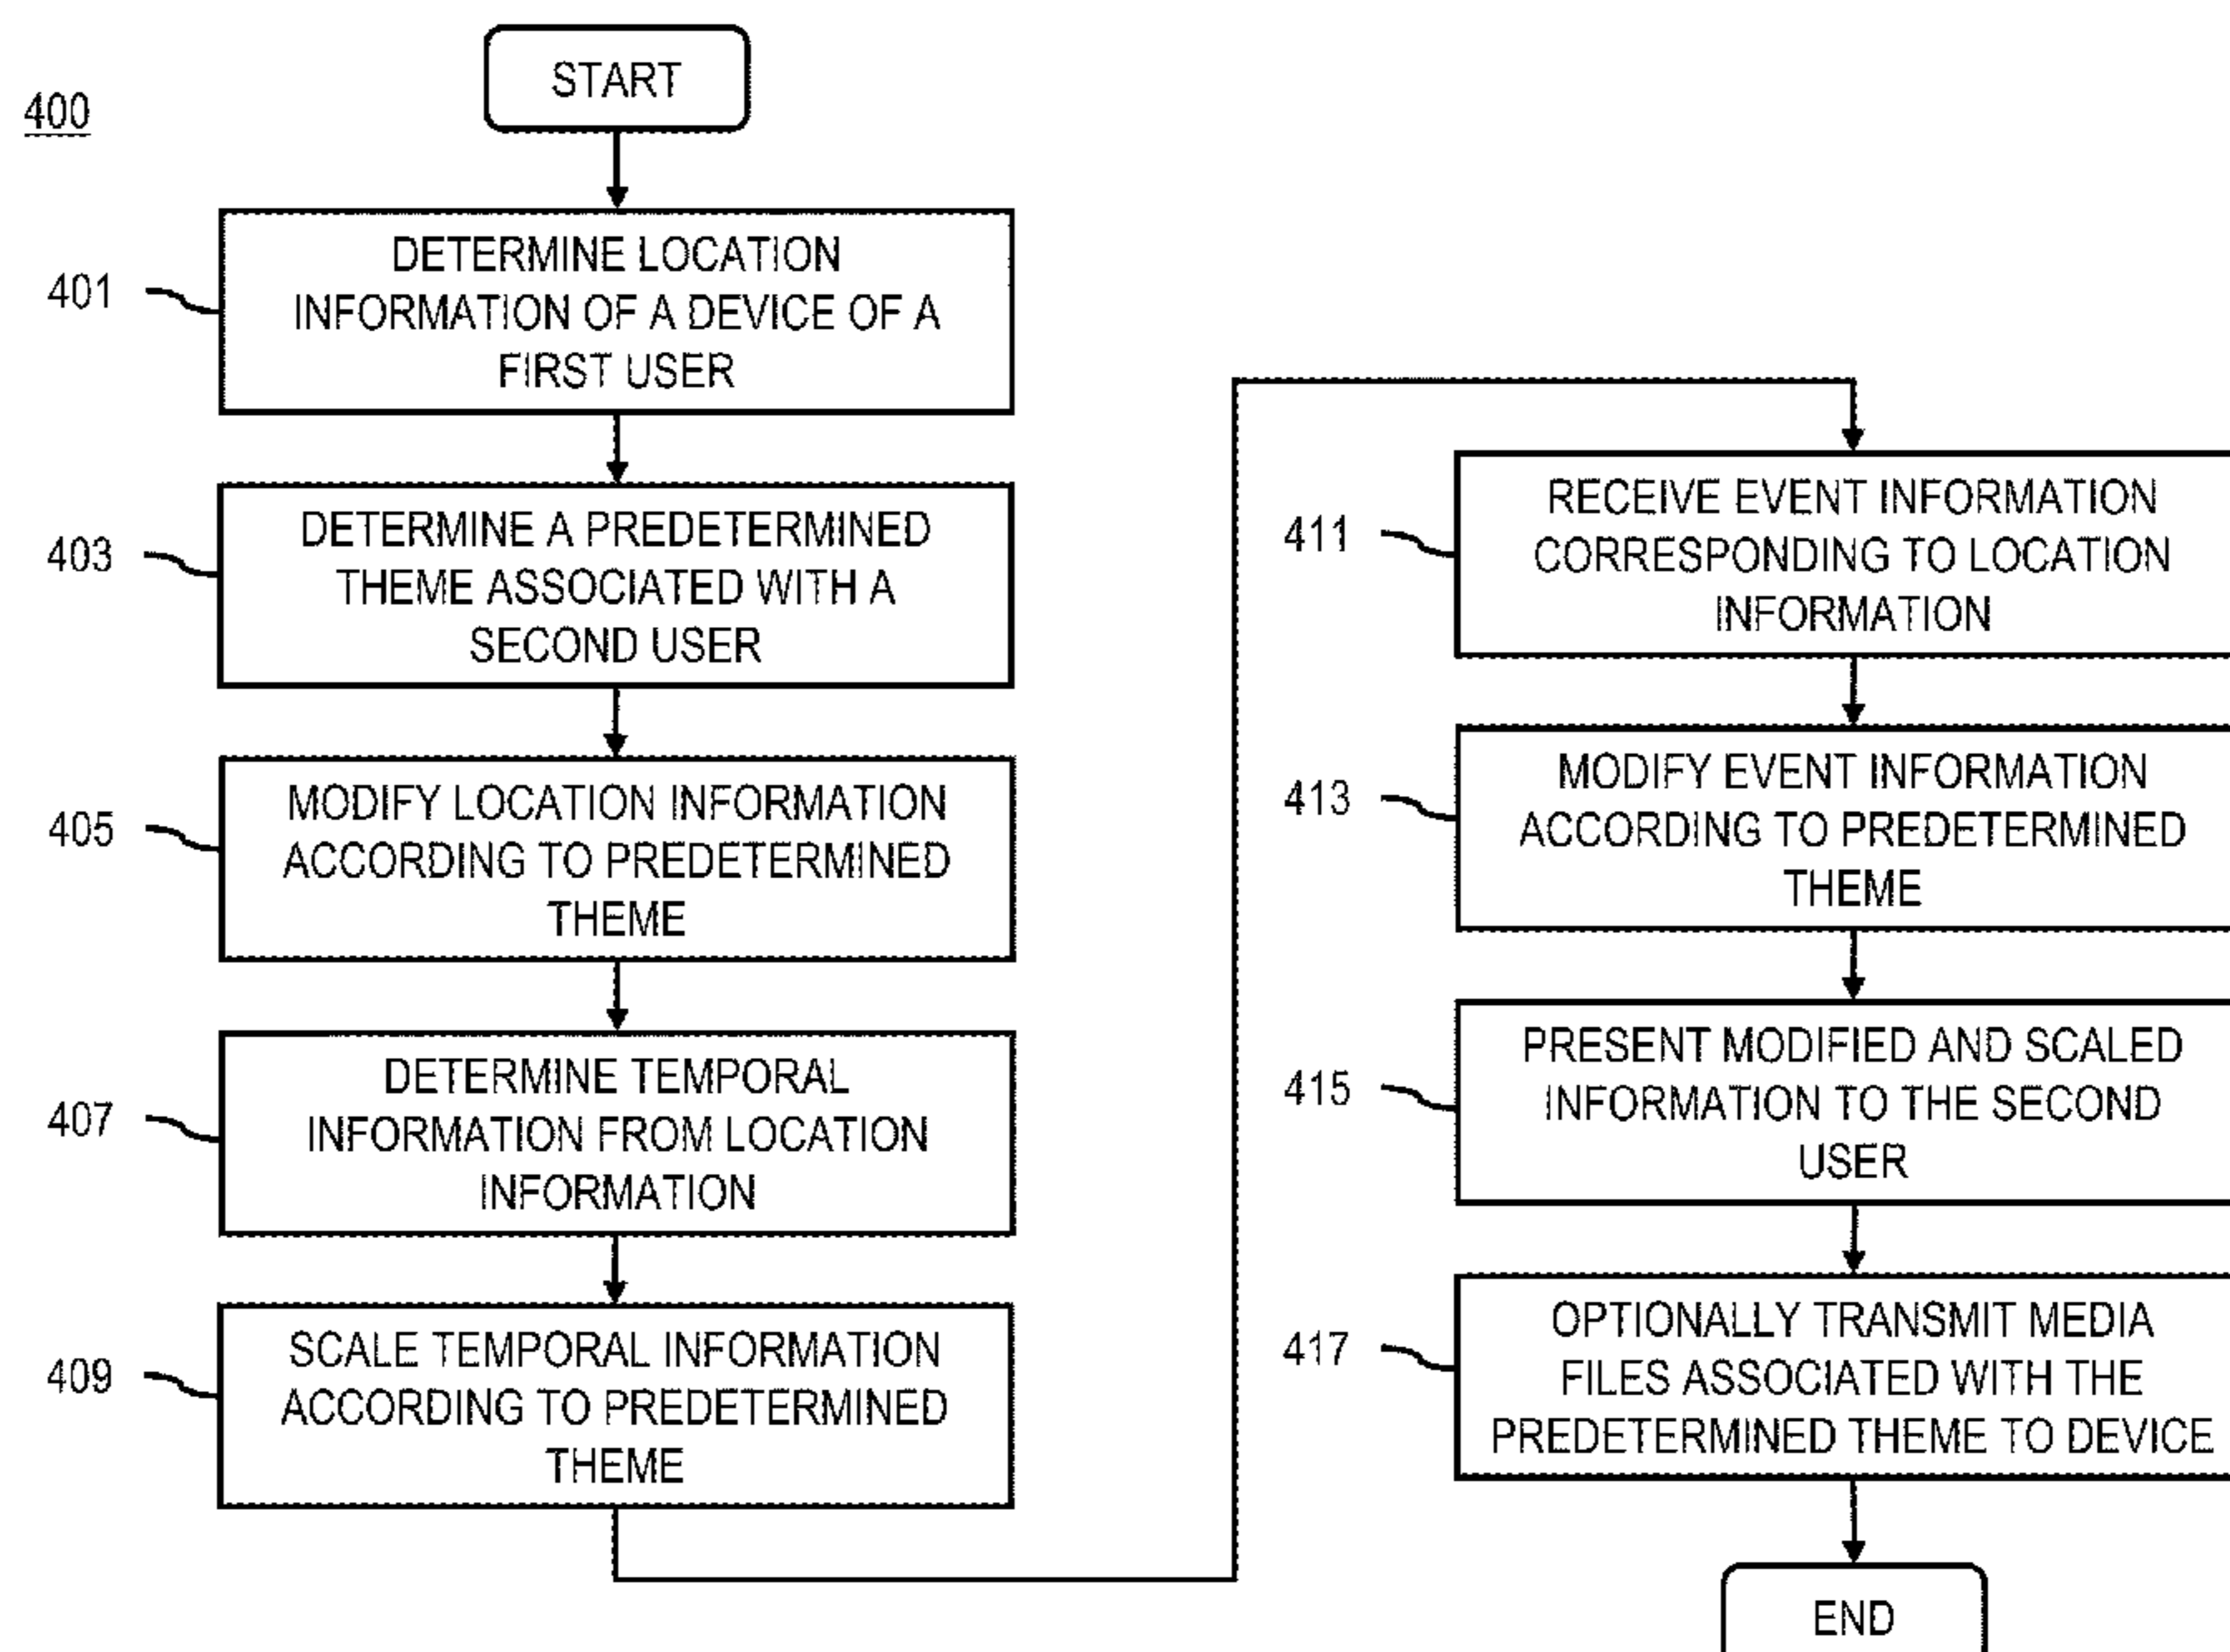 400
START
401
DETERMINE LOCATION
INFORMATION OF A DEVICE OF A
FIRST USER
403
DETERMINE A PREDETERMINED
THEME ASSOCIATED WITH A
SECOND USER
405
MODIFY LOCATION INFORMATION
ACCORDING TO PREDETERMINED
THEME
407
DETERMINE TEMPORAL
INFORMATION FROM LOCATION
INFORMATION
409
SCALE TEMPORAL INFORMATION
ACCORDING TO PREDETERMINED
THEME
411
RECEIVE EVENT INFORMATION
CORRESPONDING TO LOCATION
INFORMATION
413
MODIFY EVENT INFORMATION
ACCORDING TO PREDETERMINED
THEME
415
PRESENT MODIFIED AND SCALED
INFORMATION TO THE SECOND
USER
417
OPTIONALLY TRANSMIT MEDIA
FILES ASSOCIATED WITH THE
PREDETERMINED THEME TO DEVICE
END